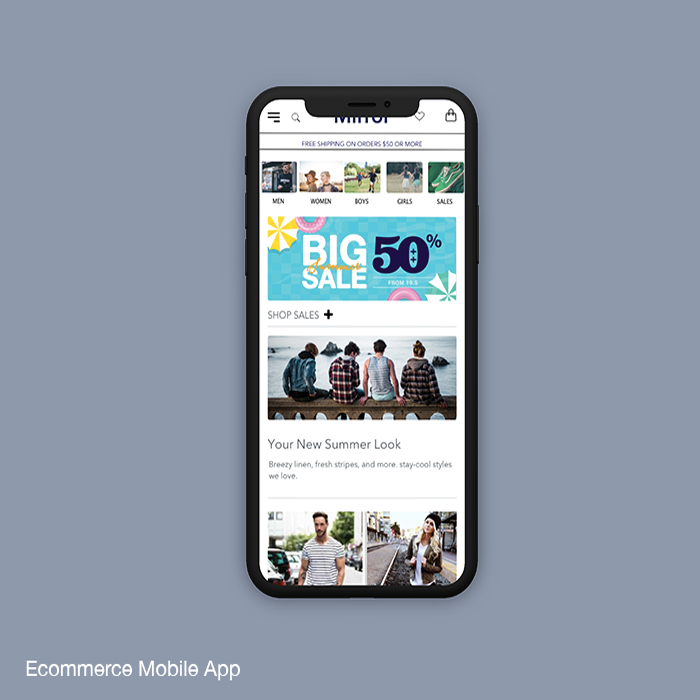 Mirror
FREE SHIPPING ON ORDERS $50 OR MORE
MEN WOMEN BOYS GIRLS SALES
BIG 50%
Summer
SALE
FROM 19.5
SHOP SALES +
Your New Summer Look
Breezy linen, fresh stripes, and more. stay-cool styles
we love.
Ecommerce Mobile App